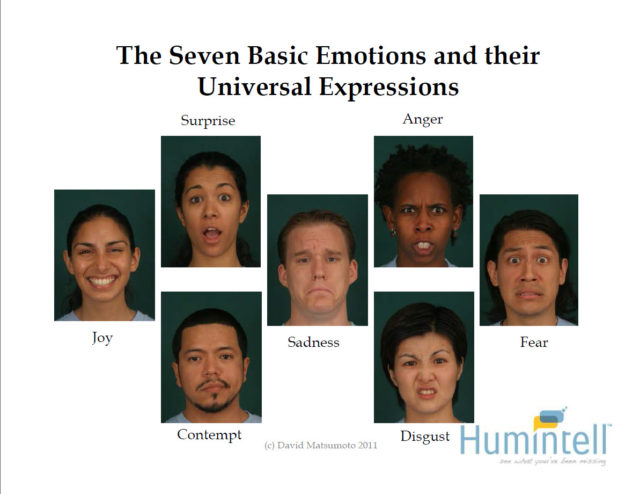 The Seven Basic Emotions and their
Universal Expressions
Surprise
Anger
Joy
Sadness
Fear
Contempt
Disgust
(c) David Matsumoto 2011
Humintell™
see what you've been missing